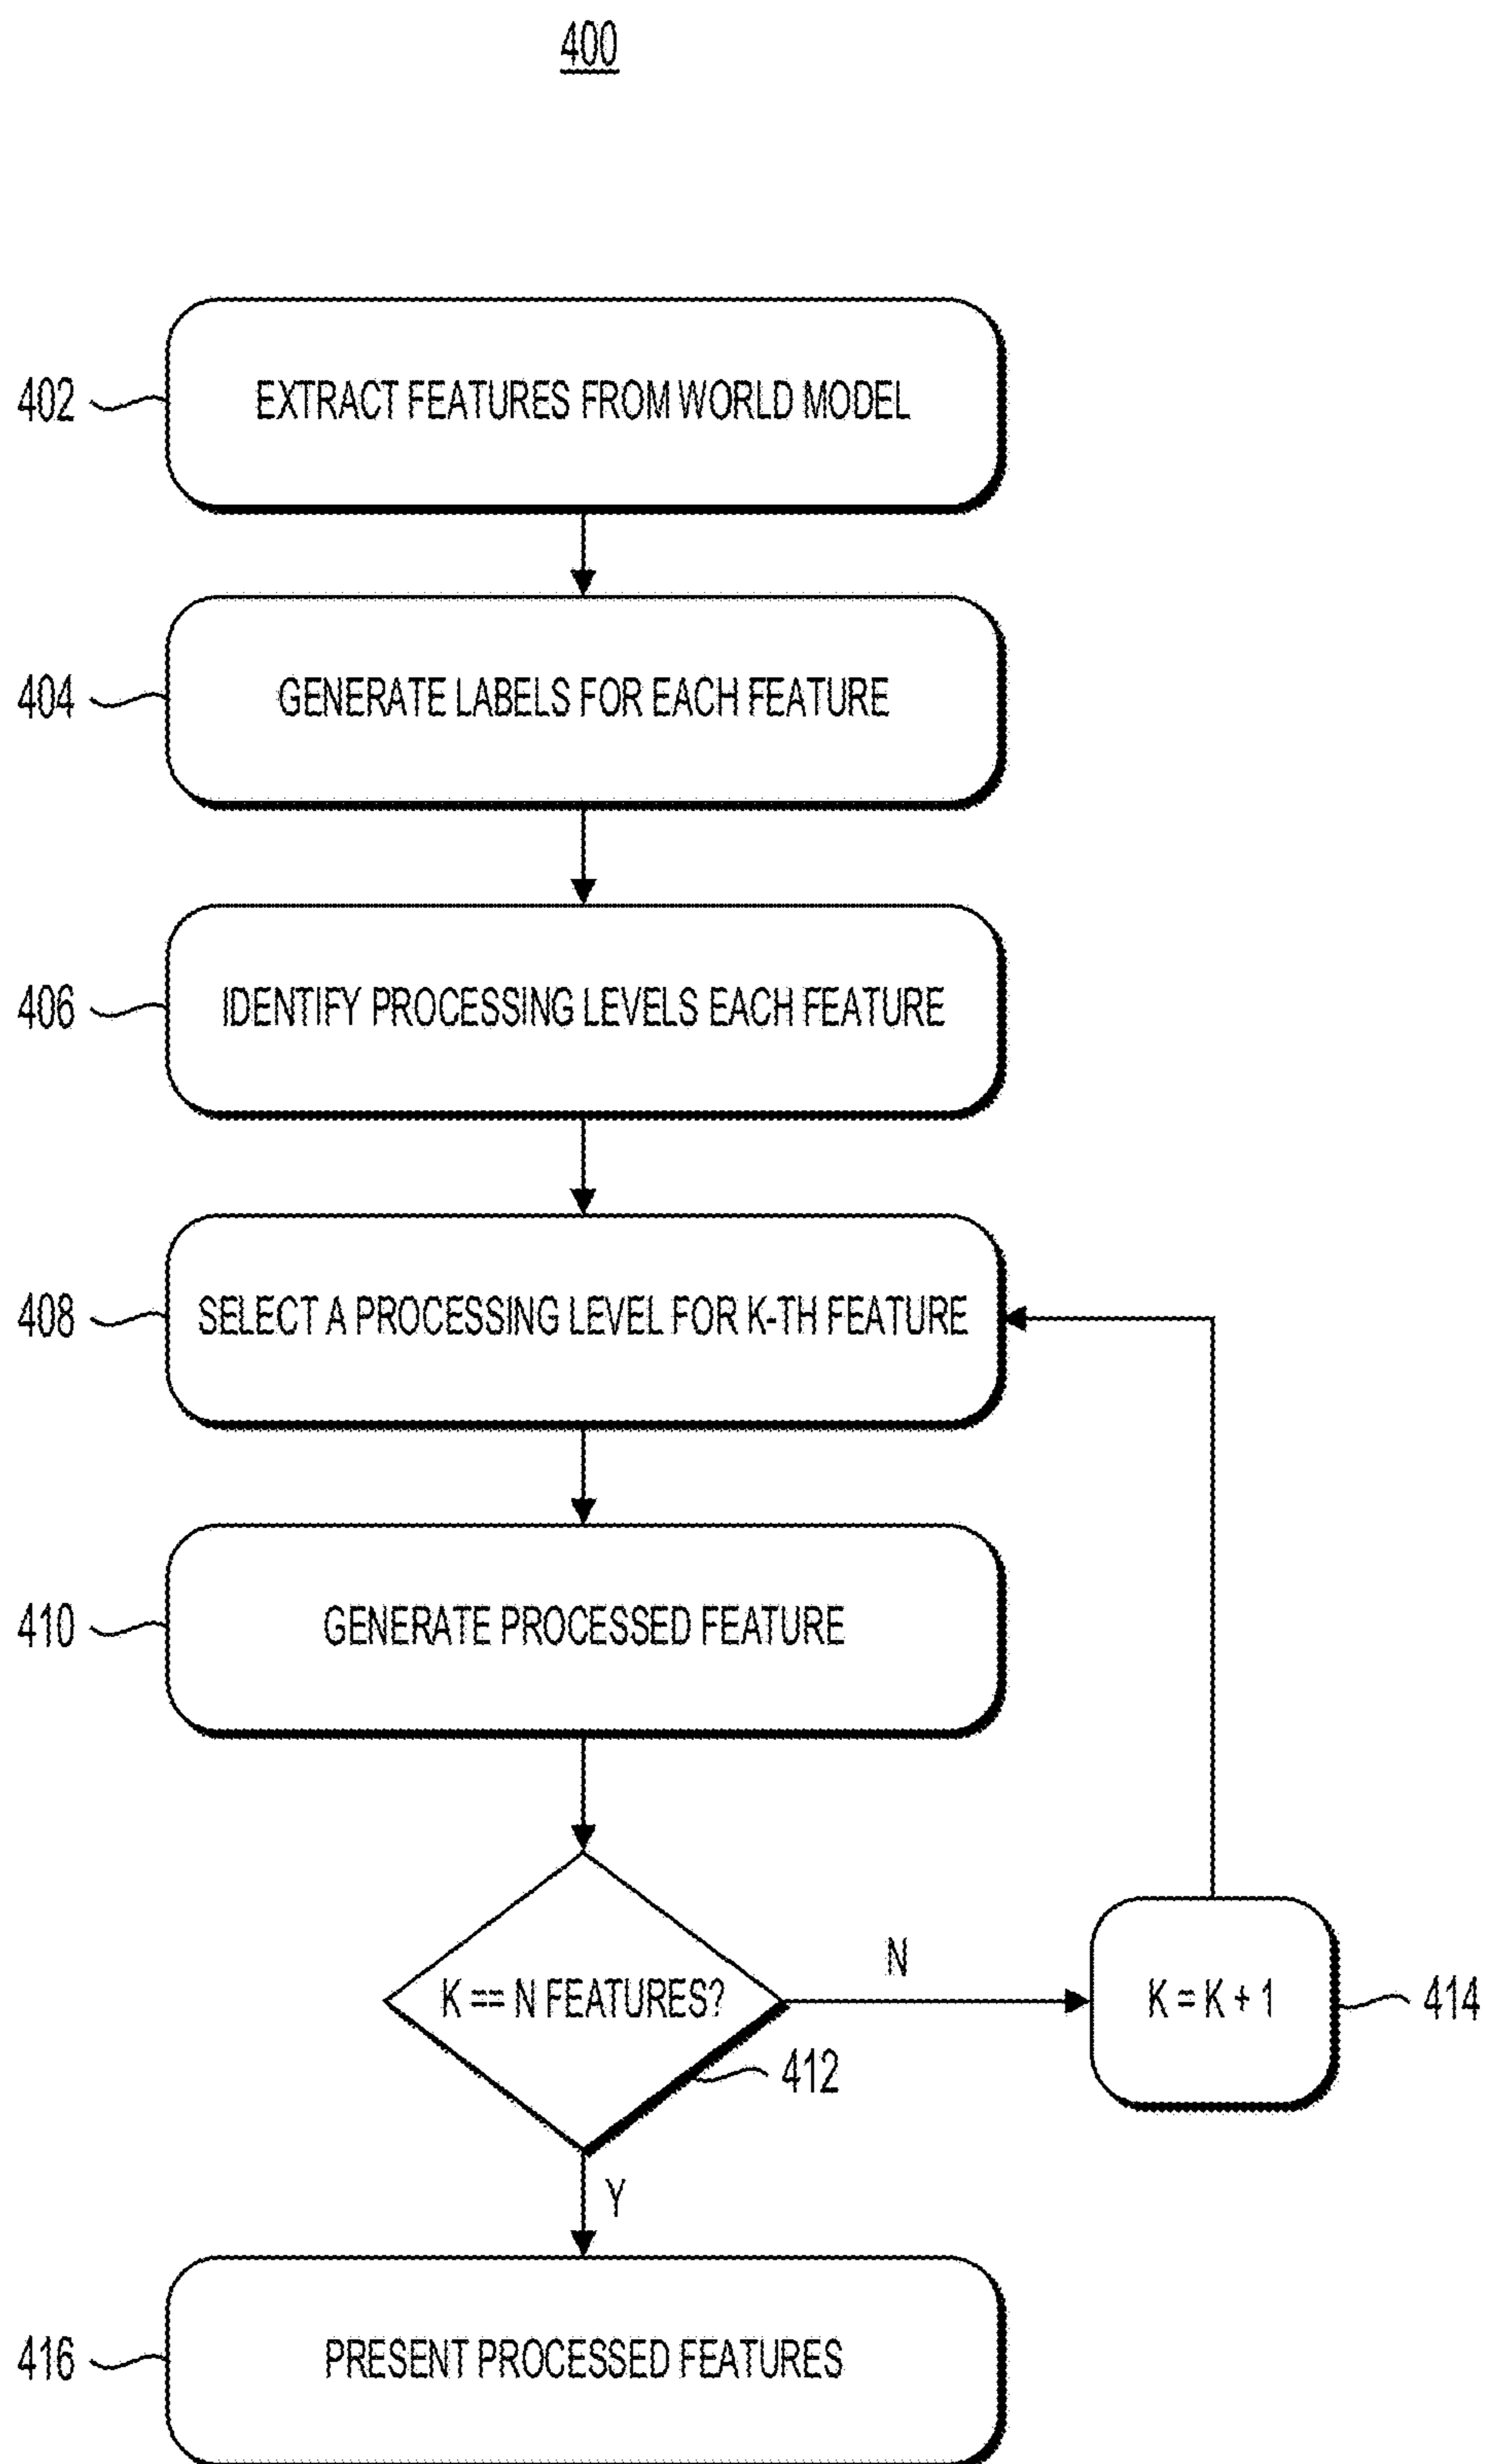 400
402
EXTRACT FEATURES FROM WORLD MODEL
404
GENERATE LABELS FOR EACH FEATURE
406
IDENTIFY PROCESSING LEVELS EACH FEATURE
408
SELECT A PROCESSING LEVEL FOR K-TH FEATURE
410
GENERATE PROCESSED FEATURE
K == N FEATURES?
N
K = K + 1
414
412
Y
416
PRESENT PROCESSED FEATURES